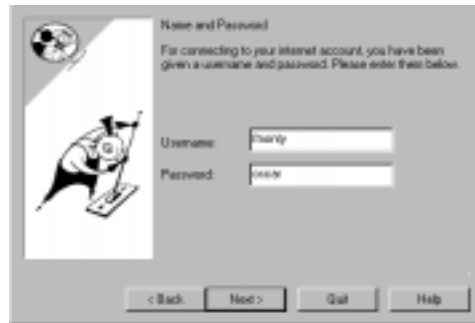 Name and Password
For connecting to your internet account, you have been
given a username and password. Please enter them below.
Username:
Password:
oscar
< Back
Next >
Quit
Help